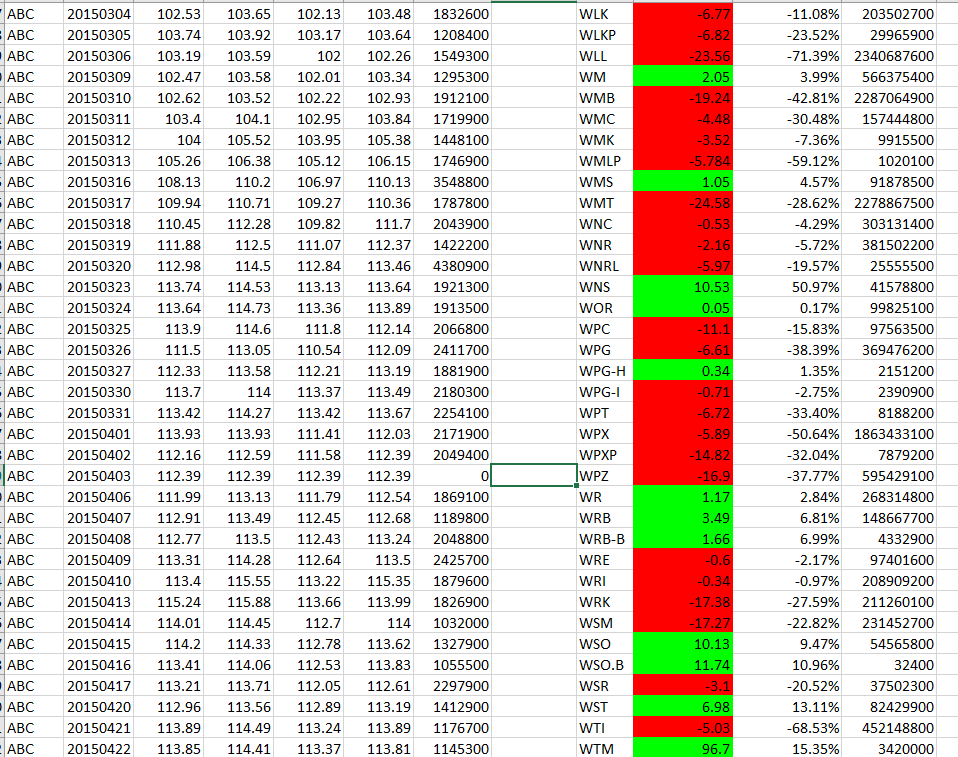 ABC 20150304 102.53 103.65 102.13 103.48 1832600 WLK -6.77 -11.08% 203502700
ABC 20150305 103.74 103.92 103.17 103.64 1208400 WLKP -6.82 -23.52% 29965900
ABC 20150306 103.19 103.59 102 102.26 1549300 WLL -23.56 -71.39% 2340687600
ABC 20150309 102.47 103.58 102.01 103.34 1295300 WM 2.05 3.99% 566375400
ABC 20150310 102.62 103.52 102.22 102.93 1912100 WMB -19.24 -42.81% 2287064900
ABC 20150311 103.4 104.1 102.95 103.84 1719900 WMC -4.48 -30.48% 157444800
ABC 20150312 104 105.52 103.95 105.38 1448100 WMK -3.52 -7.36% 9915500
ABC 20150313 105.26 106.38 105.12 106.15 1746900 WMLP -5.784 -59.12% 1020100
ABC 20150316 108.13 110.2 106.97 110.13 3548800 WMS 1.05 4.57% 91878500
ABC 20150317 109.94 110.71 109.27 110.36 1787800 WMT -24.58 -28.62% 2278867500
ABC 20150318 110.45 112.28 109.82 111.7 2043900 WNC -0.53 -4.29% 303131400
ABC 20150319 111.88 112.5 111.07 112.37 1422200 WNR -2.16 -5.72% 381502200
ABC 20150320 112.98 114.5 112.84 113.46 4380900 WNRL -5.97 -19.57% 25555500
ABC 20150323 113.74 114.53 113.13 113.64 1921300 WNS 10.53 50.97% 41578800
ABC 20150324 113.64 114.73 113.36 113.89 1913500 WOR 0.05 0.17% 99825100
ABC 20150325 113.9 114.6 111.8 112.14 2066800 WPC -11.1 -15.83% 97563500
ABC 20150326 111.5 113.05 110.54 112.09 2411700 WPG -6.61 -38.39% 369476200
ABC 20150327 112.33 113.58 112.21 113.19 1881900 WPG-H 0.34 1.35% 2151200
ABC 20150330 113.7 114 113.37 113.49 2180300 WPG-I -0.71 -2.75% 2390900
ABC 20150331 113.42 114.27 113.42 113.67 2254100 WPT -6.72 -33.40% 8188200
ABC 20150401 113.93 113.93 111.41 112.03 2171900 WPX -5.89 -50.64% 1863433100
ABC 20150402 112.16 112.59 111.58 112.39 2049400 WPXP -14.82 -32.04% 7879200
ABC 20150403 112.39 112.39 112.39 112.39 0 WPZ -16.9 -37.77% 595429100
ABC 20150406 111.99 113.13 111.79 112.54 1869100 WR 1.17 2.84% 268314800
ABC 20150407 112.91 113.49 112.45 112.68 1189800 WRB 3.49 6.81% 148667700
ABC 20150408 112.77 113.5 112.43 113.24 2048800 WRB-B 1.66 6.99% 4332900
ABC 20150409 113.31 114.28 112.64 113.5 2425700 WRE -0.6 -2.17% 97401600
ABC 20150410 113.4 115.55 113.22 115.35 1879600 WRI -0.34 -0.97% 208909200
ABC 20150413 115.24 115.88 113.66 113.99 1826900 WRK -17.38 -27.59% 211260100
ABC 20150414 114.01 114.45 112.7 114 1032000 WSM -17.27 -22.82% 231452700
ABC 20150415 114.2 114.33 112.78 113.62 1327900 WSO 10.13 9.47% 54565800
ABC 20150416 113.41 114.06 112.53 113.83 1055500 WSO.B 11.74 10.96% 32400
ABC 20150417 113.21 113.71 112.05 112.61 2297900 WSR -3.1 -20.52% 37502300
ABC 20150420 112.96 113.56 112.89 113.19 1412900 WST 6.98 13.11% 82429900
ABC 20150421 113.89 114.49 113.24 113.89 1176700 WTI -5.03 -68.53% 452148800
ABC 20150422 113.85 114.41 113.37 113.81 1145300 WTM 96.7 15.35% 3420000